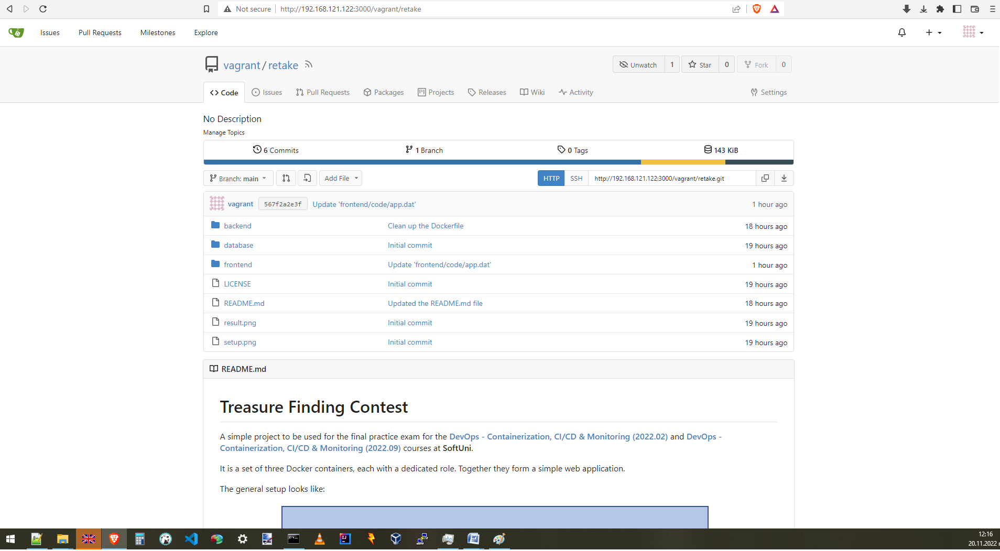 Not secure http://192.168.121.122:3000/vagrant/retake
Issues Pull Requests Milestones Explore
vagrant/retake Unwatch 1 Star 0 Fork 0
Code Issues Pull Requests Packages Projects Releases Wiki Activity Settings
No Description
Manage Topics
6 Commits 1 Branch 0 Tags 143 KiB
Branch: main Add File HTTP SSH http://192.168.121.122:3000/vagrant/retake.git
vagrant 567f2a2e3f Update 'frontend/code/app.dat' 1 hour ago
backend Clean up the Dockerfile 18 hours ago
database Initial commit 19 hours ago
frontend Update 'frontend/code/app.dat' 1 hour ago
LICENSE Initial commit 19 hours ago
README.md Updated the README.md file 18 hours ago
result.png Initial commit 19 hours ago
setup.png Initial commit 19 hours ago
README.md
Treasure Finding Contest
A simple project to be used for the final practice exam for the DevOps - Containerization, CI/CD & Monitoring (2022.02) and DevOps -
Containerization, CI/CD & Monitoring (2022.09) courses at SoftUni.
It is a set of three Docker containers, each with a dedicated role. Together they form a simple web application.
The general setup looks like:
12:16
20.11.2022